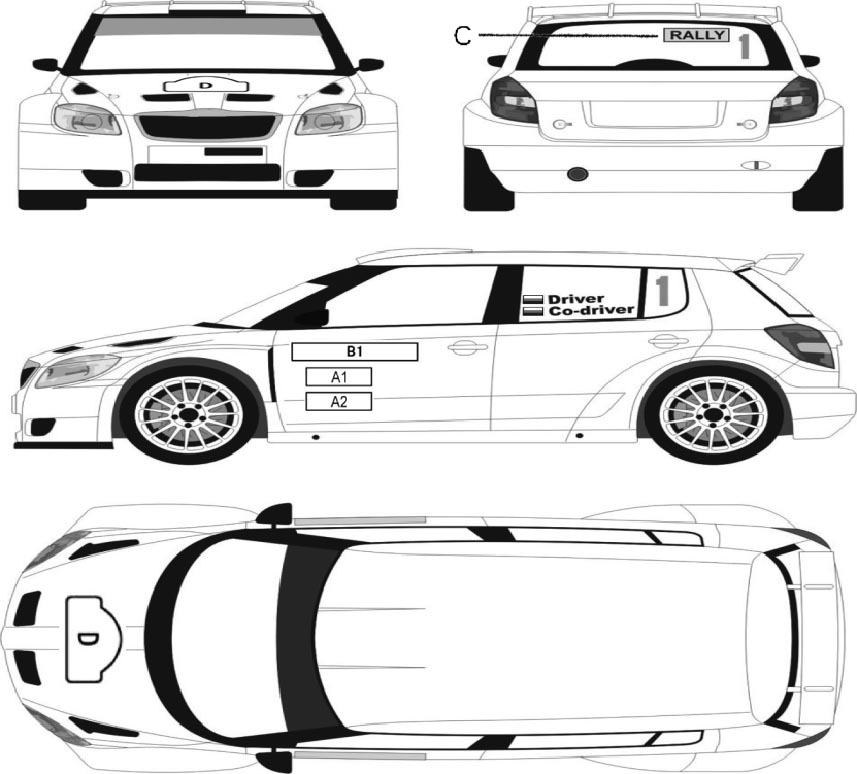 D
C RALLY 1
Driver 1
Co-driver
B1
A1
A2
D